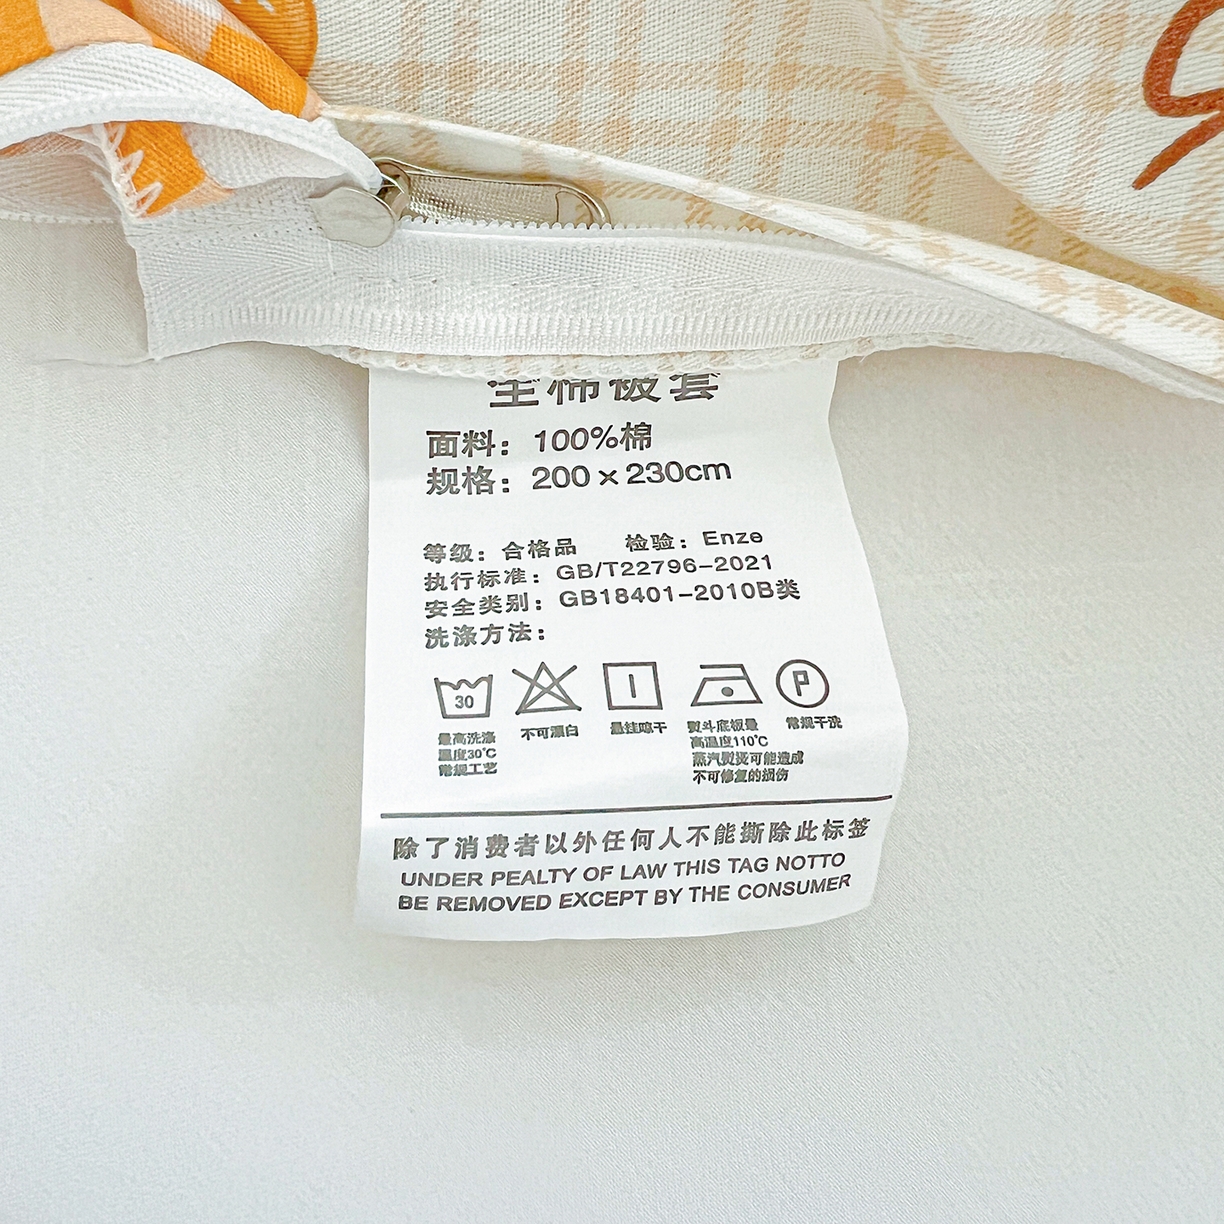 全棉被套
面料：100%棉
规格：200×230cm
等级：合格品 检验：Enze
执行标准：GB/T22796-2021
安全类别：GB18401-2010B类
洗涤方法：
30 P
最高洗涤 不可漂白 悬挂晾干 熨斗底板最 常规干洗
温度30℃ 高温度110℃
常规工艺 蒸汽熨烫可能造成
不可修复的损伤
除了消费者以外任何人不能撕除此标签
UNDER PEALTY OF LAW THIS TAG NOTTO
BE REMOVED EXCEPT BY THE CONSUMER